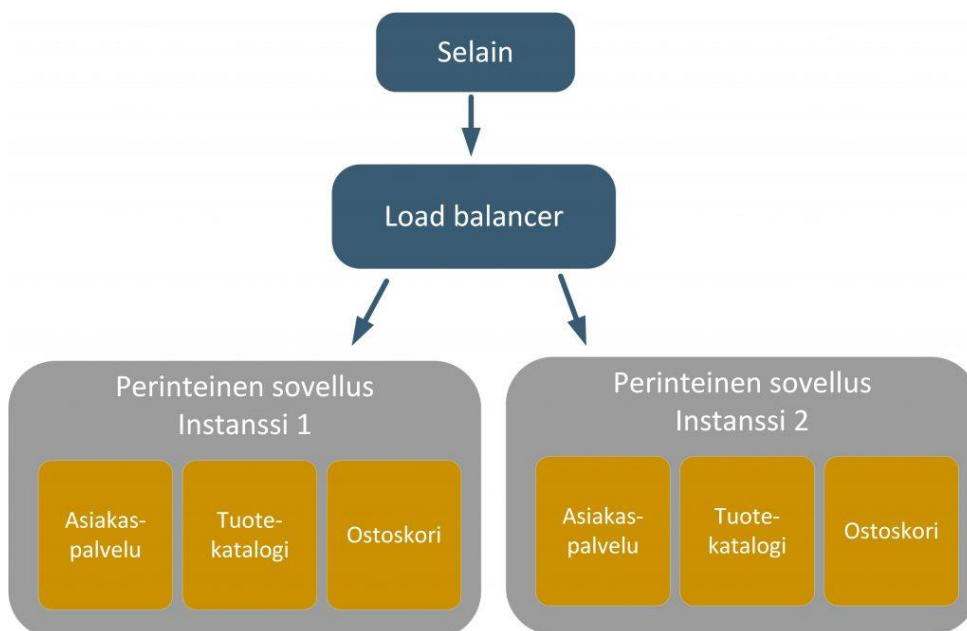 Selain
Load balancer
Perinteinen sovellus
Instanssi 1
Asiakas-
palvelu
Tuote-
katalogi
Ostoskori
Perinteinen sovellus
Instanssi 2
Asiakas-
palvelu
Tuote-
katalogi
Ostoskori